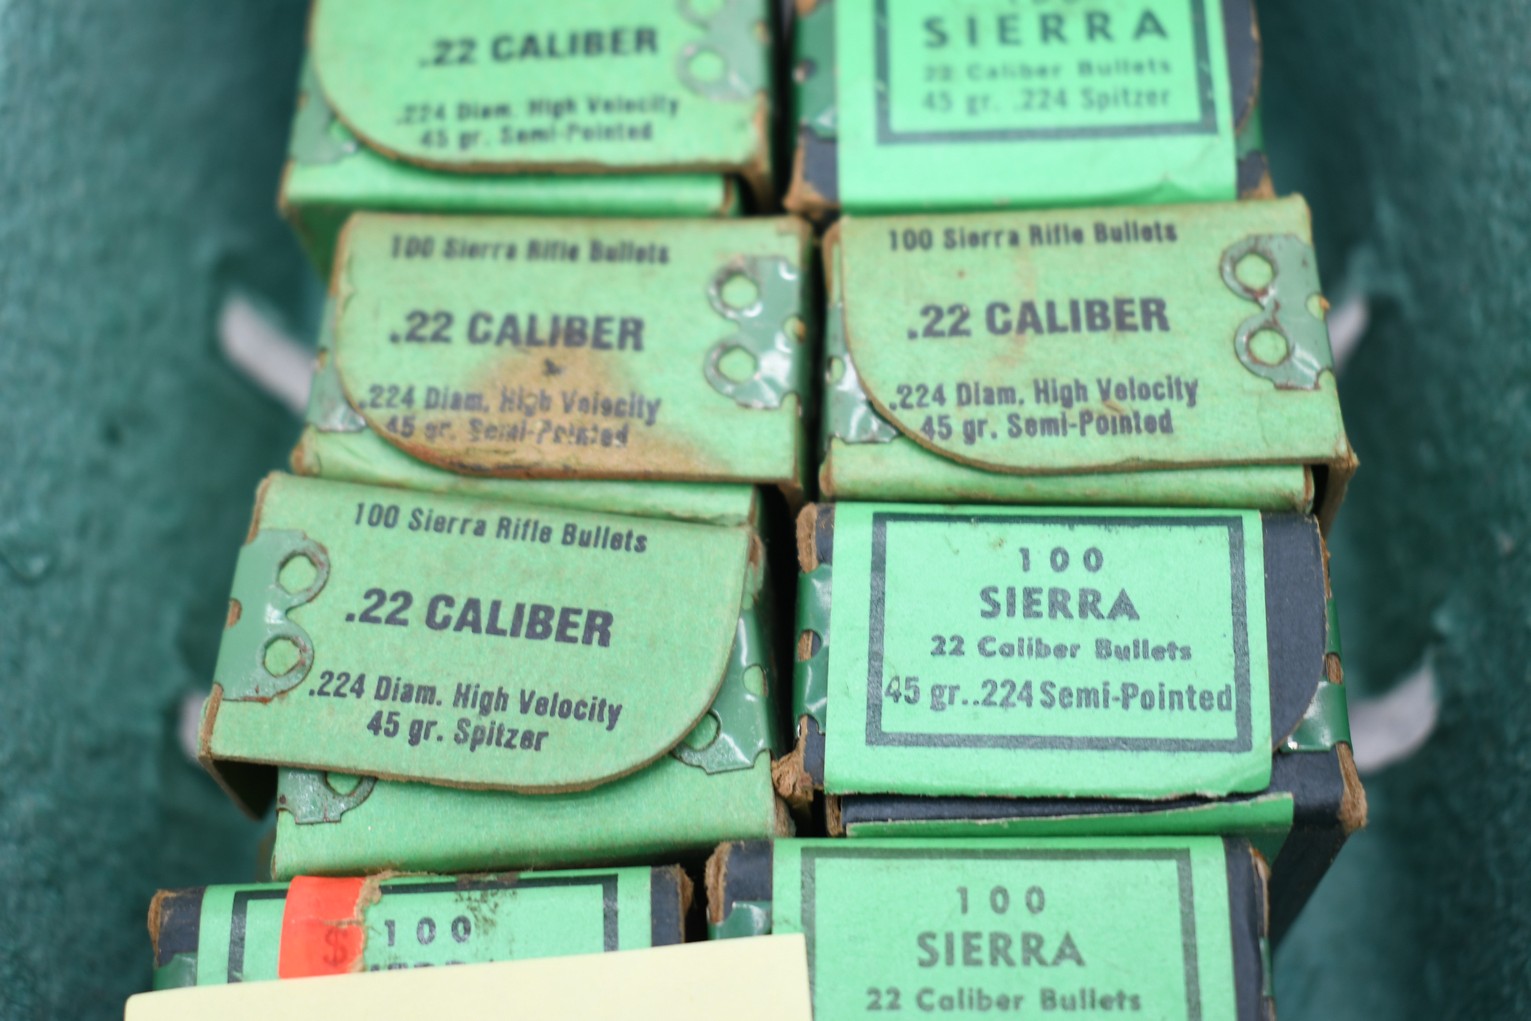 .22 CALIBER
.224 Diam. High Velocity
45 gr. Semi-Pointed
SIERRA
22 Caliber Bullets
45 gr. .224 Spitzer
100 Sierra Rifle Bullets
.22 CALIBER
.224 Diam. High Velocity
45 gr. Semi-Pointed
100 Sierra Rifle Bullets
.22 CALIBER
.224 Diam. High Velocity
45 gr. Semi-Pointed
100 Sierra Rifle Bullets
.22 CALIBER
.224 Diam. High Velocity
45 gr. Spitzer
100
SIERRA
22 Caliber Bullets
45 gr..224 Semi-Pointed
$
100
100
SIERRA
22 Caliber Bullets